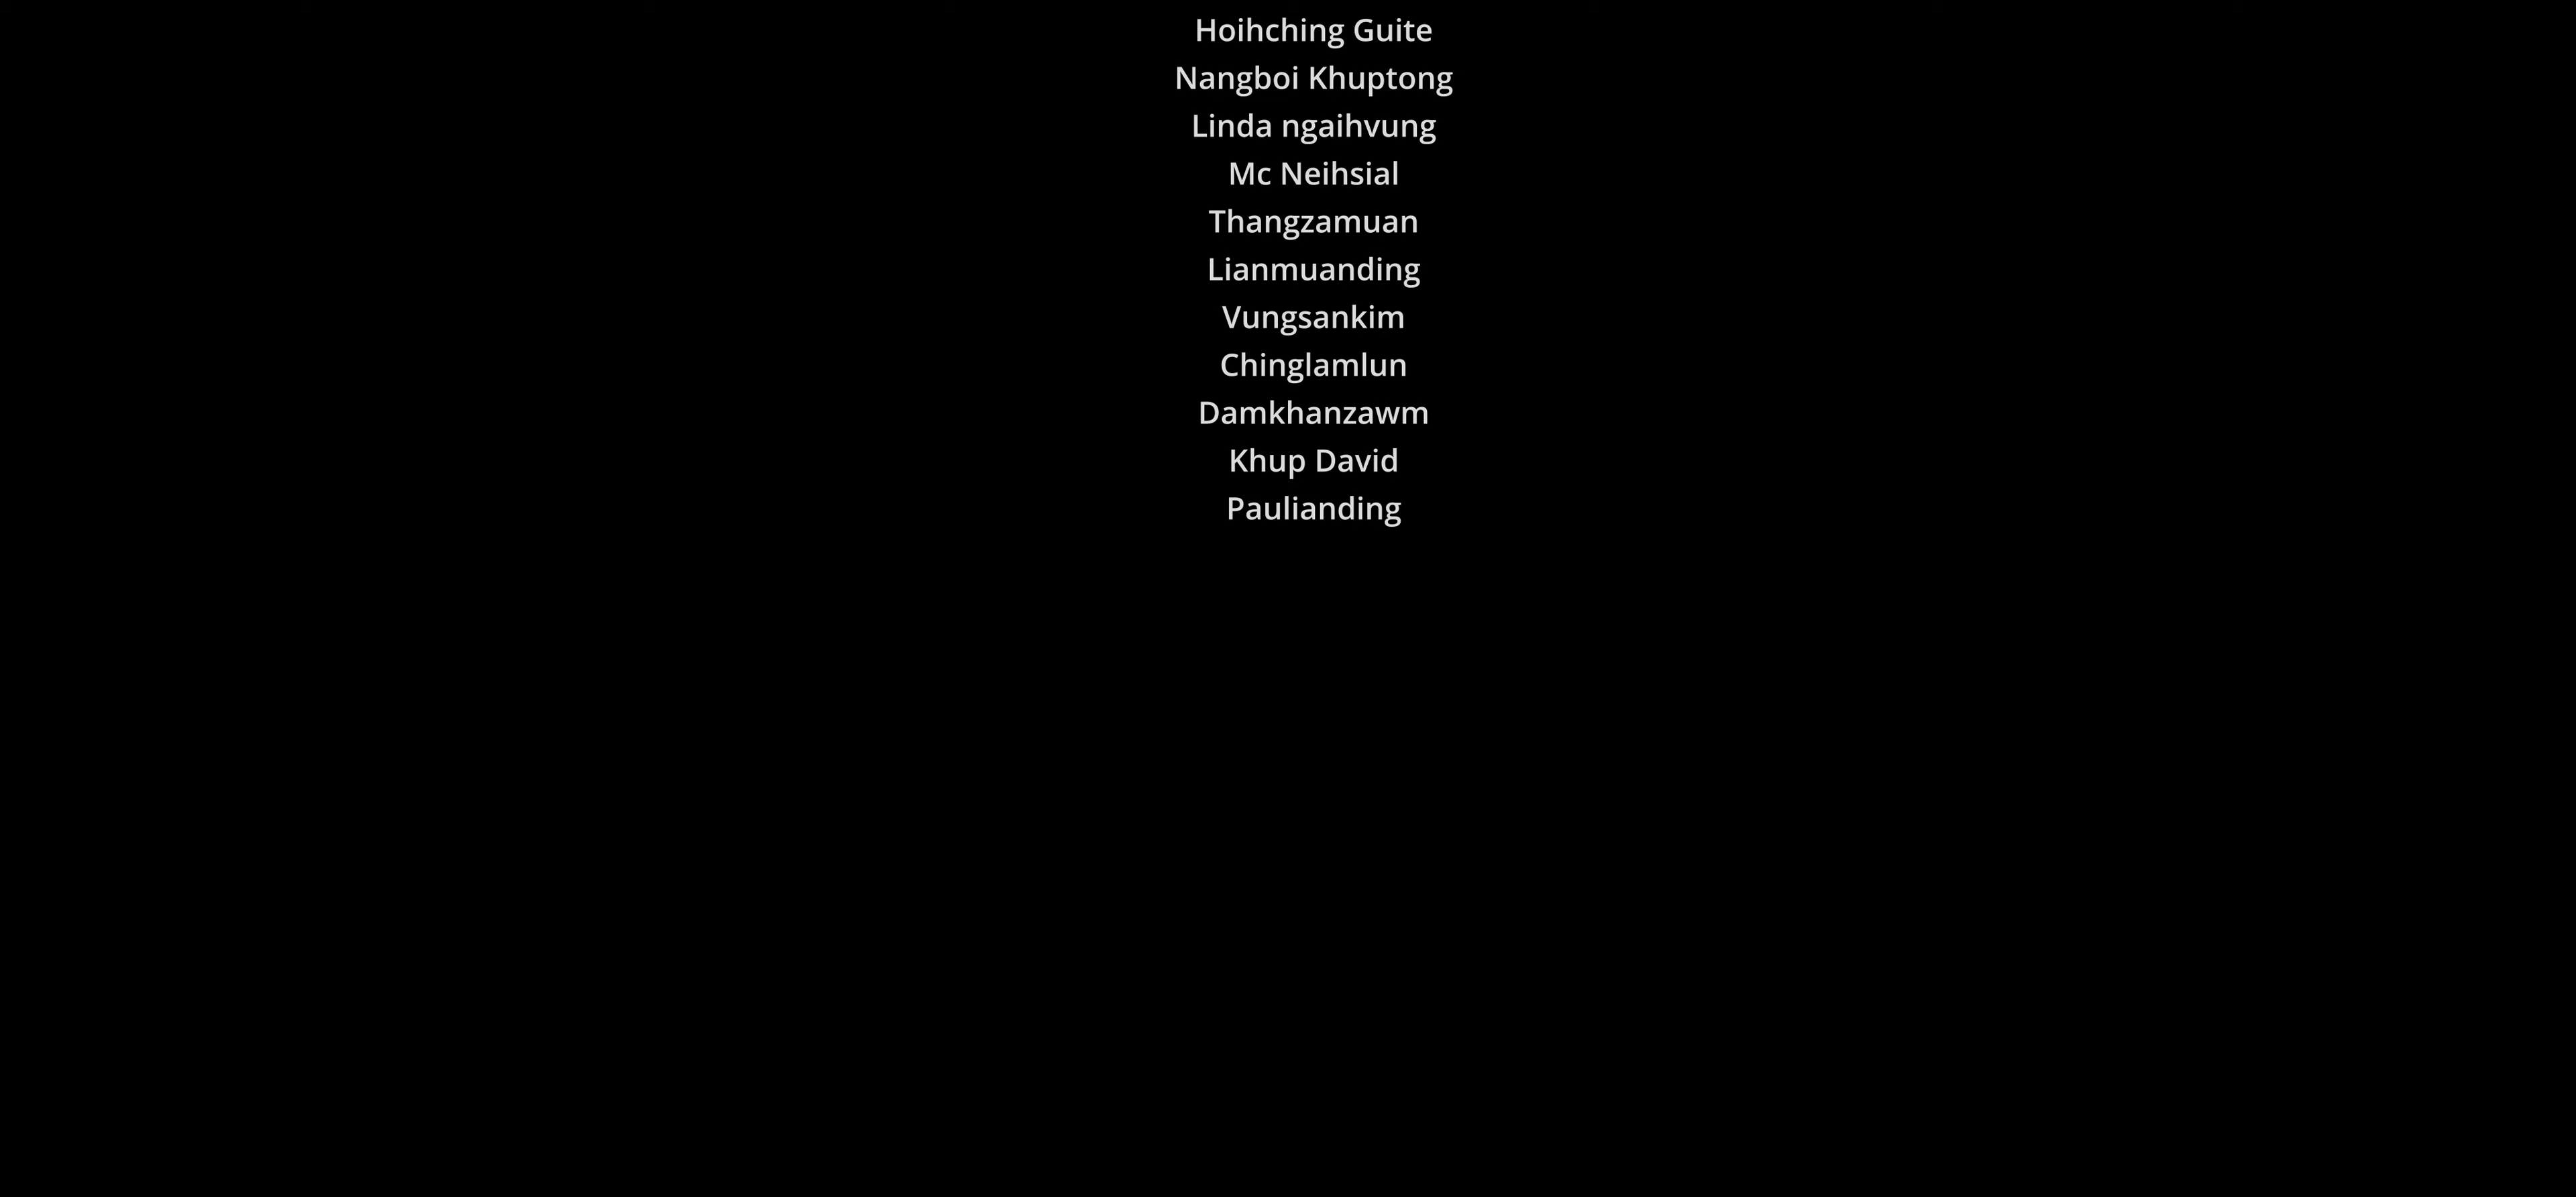 Hoihching Guite
Nangboi Khuptong
Linda ngaihvung
Mc Neihsial
Thangzamuan
Lianmuanding
Vungsankim
Chinglamlun
Damkhanzawm
Khup David
Paulianding